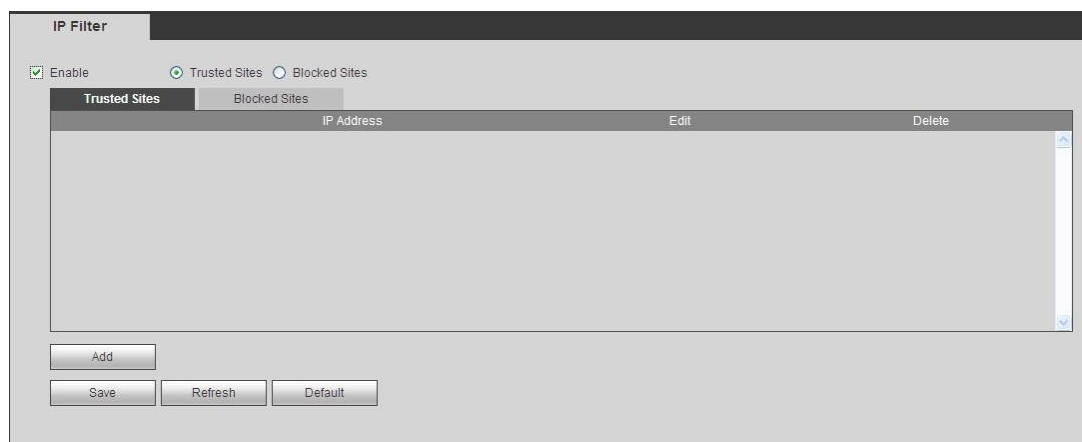 IP Filter
Enable Trusted Sites Blocked Sites
Trusted Sites Blocked Sites
IP Address Edit Delete
Add
Save Refresh Default